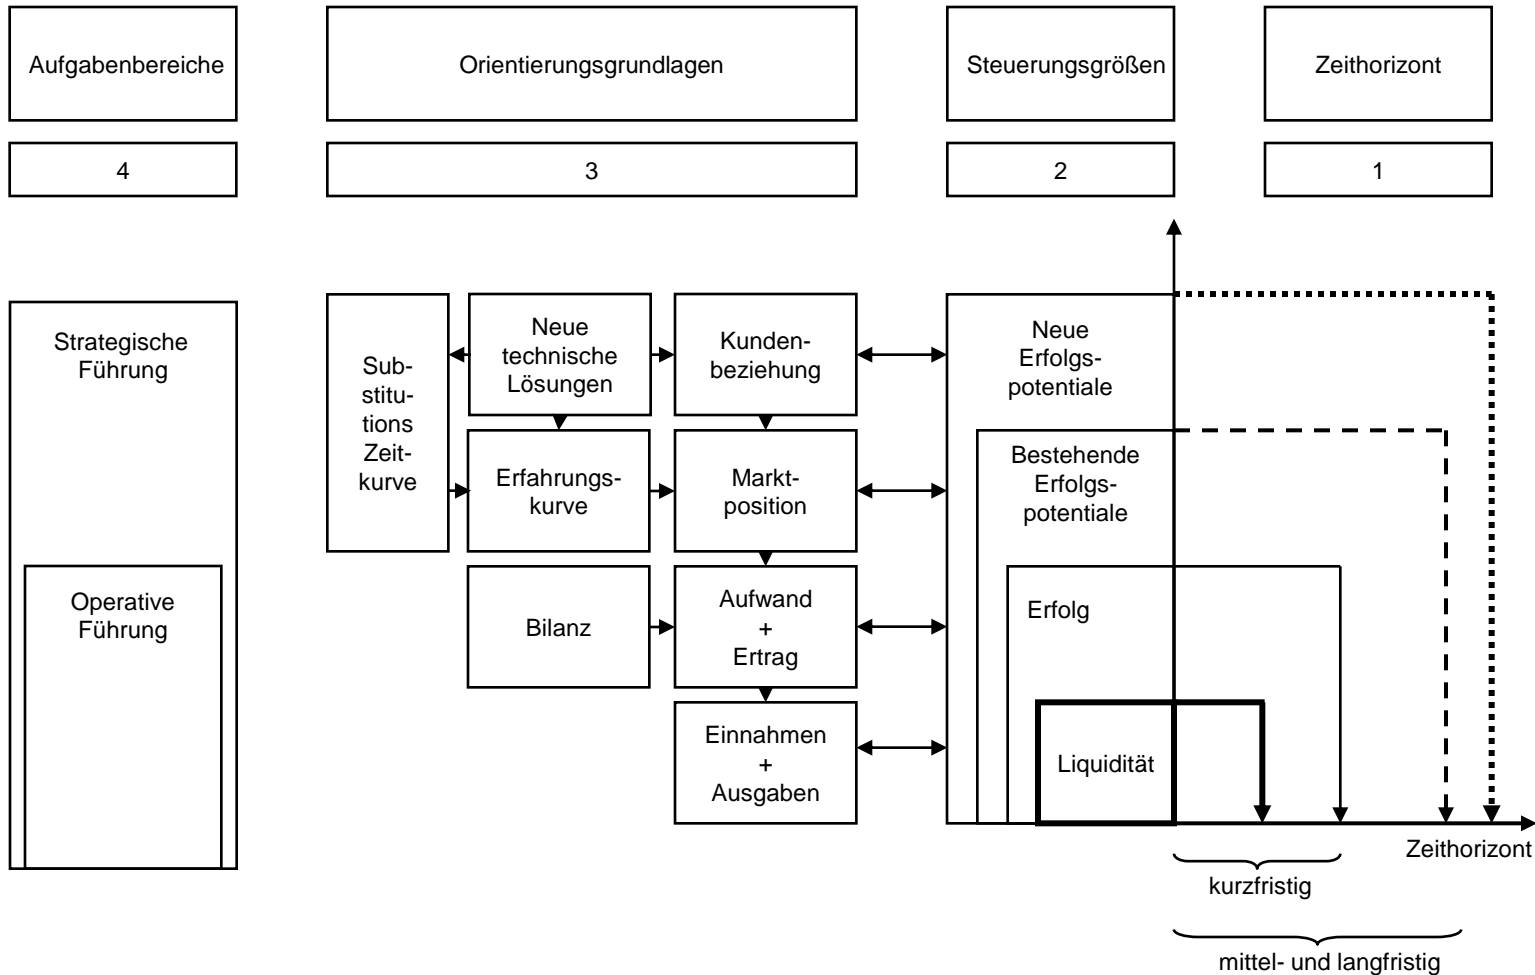 Aufgabenbereiche
Orientierungsgrundlagen
Steuerungsgrößen
Zeithorizont
4
3
2
1
Strategische
Führung
Operative
Führung
Sub-
stitu-
tions
Zeit-
kurve
Neue
technische
Lösungen
Kunden-
beziehung
Erfahrungs-
kurve
Markt-
position
Bilanz
Aufwand
+
Ertrag
Einnahmen
+
Ausgaben
Neue
Erfolgs-
potentiale
Bestehende
Erfolgs-
potentiale
Erfolg
Liquidität
Zeithorizont
kurzfristig
mittel- und langfristig